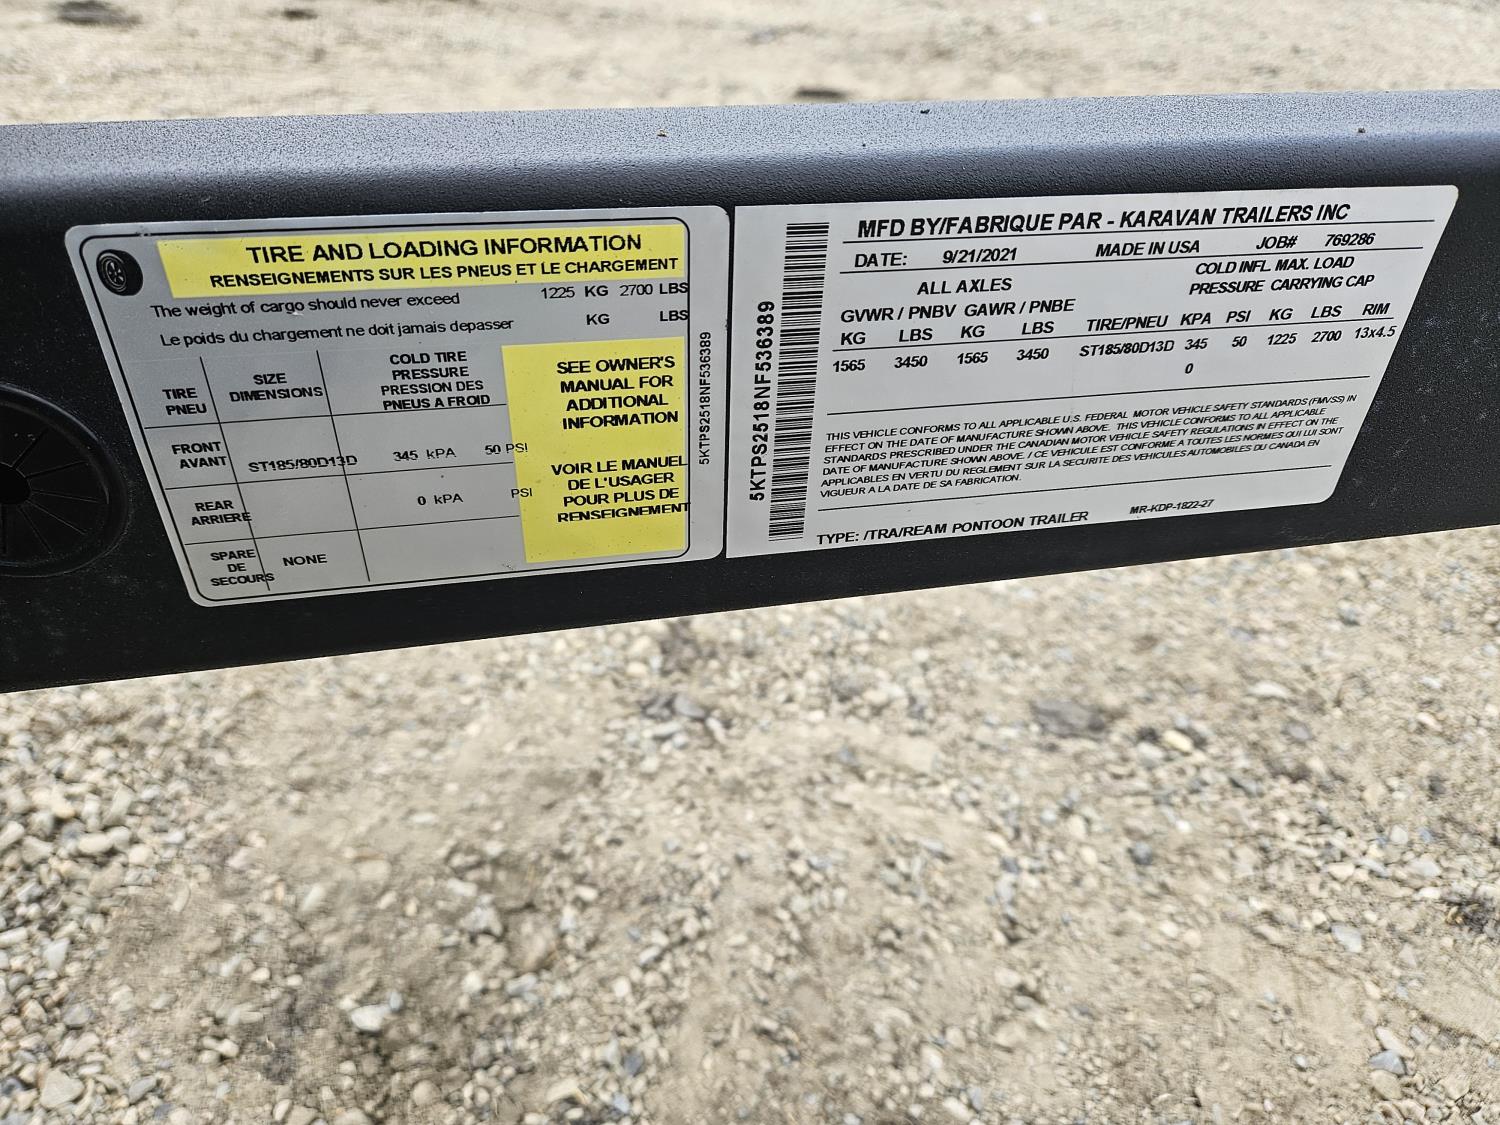 TIRE AND LOADING INFORMATION
RENSEIGNEMENTS SUR LES PNEUS ET LE CHARGEMENT
The weight of cargo should never exceed 1225 KG 2700 LBS
Le poids du chargement ne doit jamais depasser KG LBS
TIRE
PNEU
SIZE
DIMENSIONS
COLD TIRE
PRESSURE
PRESSION DES
PNEUS A FROID
FRONT
AVANT
ST185/80D13D
345 kPA 50 PSI
REAR
ARRIERE
0 kPA PSI
SPARE
DE
SECOURS
NONE
SEE OWNER'S
MANUAL FOR
ADDITIONAL
INFORMATION
VOIR LE MANUEL
DE L'USAGER
POUR PLUS DE
RENSEIGNEMENT
5KTPS2518NF536389
5KTPS2518NF536389
MFD BY/FABRIQUE PAR - KARAVAN TRAILERS INC
DATE: 9/21/2021 MADE IN USA JOB# 769286
ALL AXLES
COLD INFL. MAX. LOAD
PRESSURE CARRYING CAP
GVWR / PNBV GAWR / PNBE
KG LBS KG LBS TIRE/PNEU KPA PSI KG LBS RIM
1565 3450 1565 3450 ST185/80D13D 345 50 1225 2700 13x4.5
0
THIS VEHICLE CONFORMS TO ALL APPLICABLE U.S. FEDERAL MOTOR VEHICLE SAFETY STANDARDS (FMVSS) IN
EFFECT ON THE DATE OF MANUFACTURE SHOWN ABOVE. THIS VEHICLE CONFORMS TO ALL APPLICABLE
STANDARDS PRESCRIBED UNDER THE CANADIAN MOTOR VEHICLE SAFETY REGULATIONS IN EFFECT ON THE
DATE OF MANUFACTURE SHOWN ABOVE. / CE VEHICULE EST CONFORME A TOUTES LES NORMES QUI LUI SONT
APPLICABLES EN VERTU DU REGLEMENT SUR LA SECURITE DES VEHICULES AUTOMOBILES DU CANADA EN
VIGUEUR A LA DATE DE SA FABRICATION.
TYPE: /TRA/REAM PONTOON TRAILER MR-KDP-1822-27